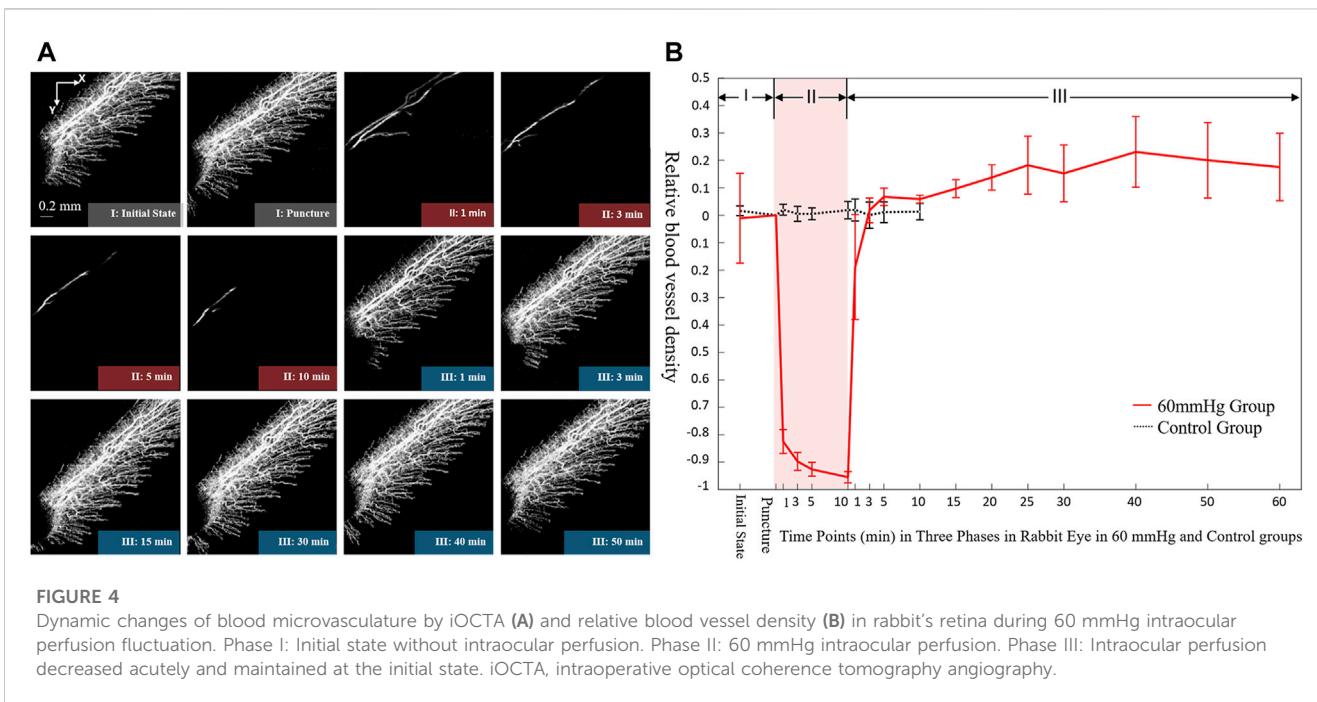 A
X
Y
0.2 mm
I: Initial State
I: Puncture
II: 1 min
II: 3 min
II: 5 min
II: 10 min
III: 1 min
III: 3 min
III: 15 min
III: 30 min
III: 40 min
III: 50 min
B
Relative blood vessel density
0.5
0.4
0.3
0.2
0.1
0
0.1
0.2
0.3
0.4
0.5
0.6
0.7
-0.8
-0.9
-1
I
II
III
60mmHg Group
Control Group
Initial State
Puncture
1 3 5 10 1 3 5 10 15 20 25 30 40 50 60
Time Points (min) in Three Phases in Rabbit Eye in 60 mmHg and Control groups
FIGURE 4
Dynamic changes of blood microvasculature by iOCTA (A) and relative blood vessel density (B) in rabbit's retina during 60 mmHg intraocular
perfusion fluctuation. Phase I: Initial state without intraocular perfusion. Phase II: 60 mmHg intraocular perfusion. Phase III: Intraocular perfusion
decreased acutely and maintained at the initial state. iOCTA, intraoperative optical coherence tomography angiography.